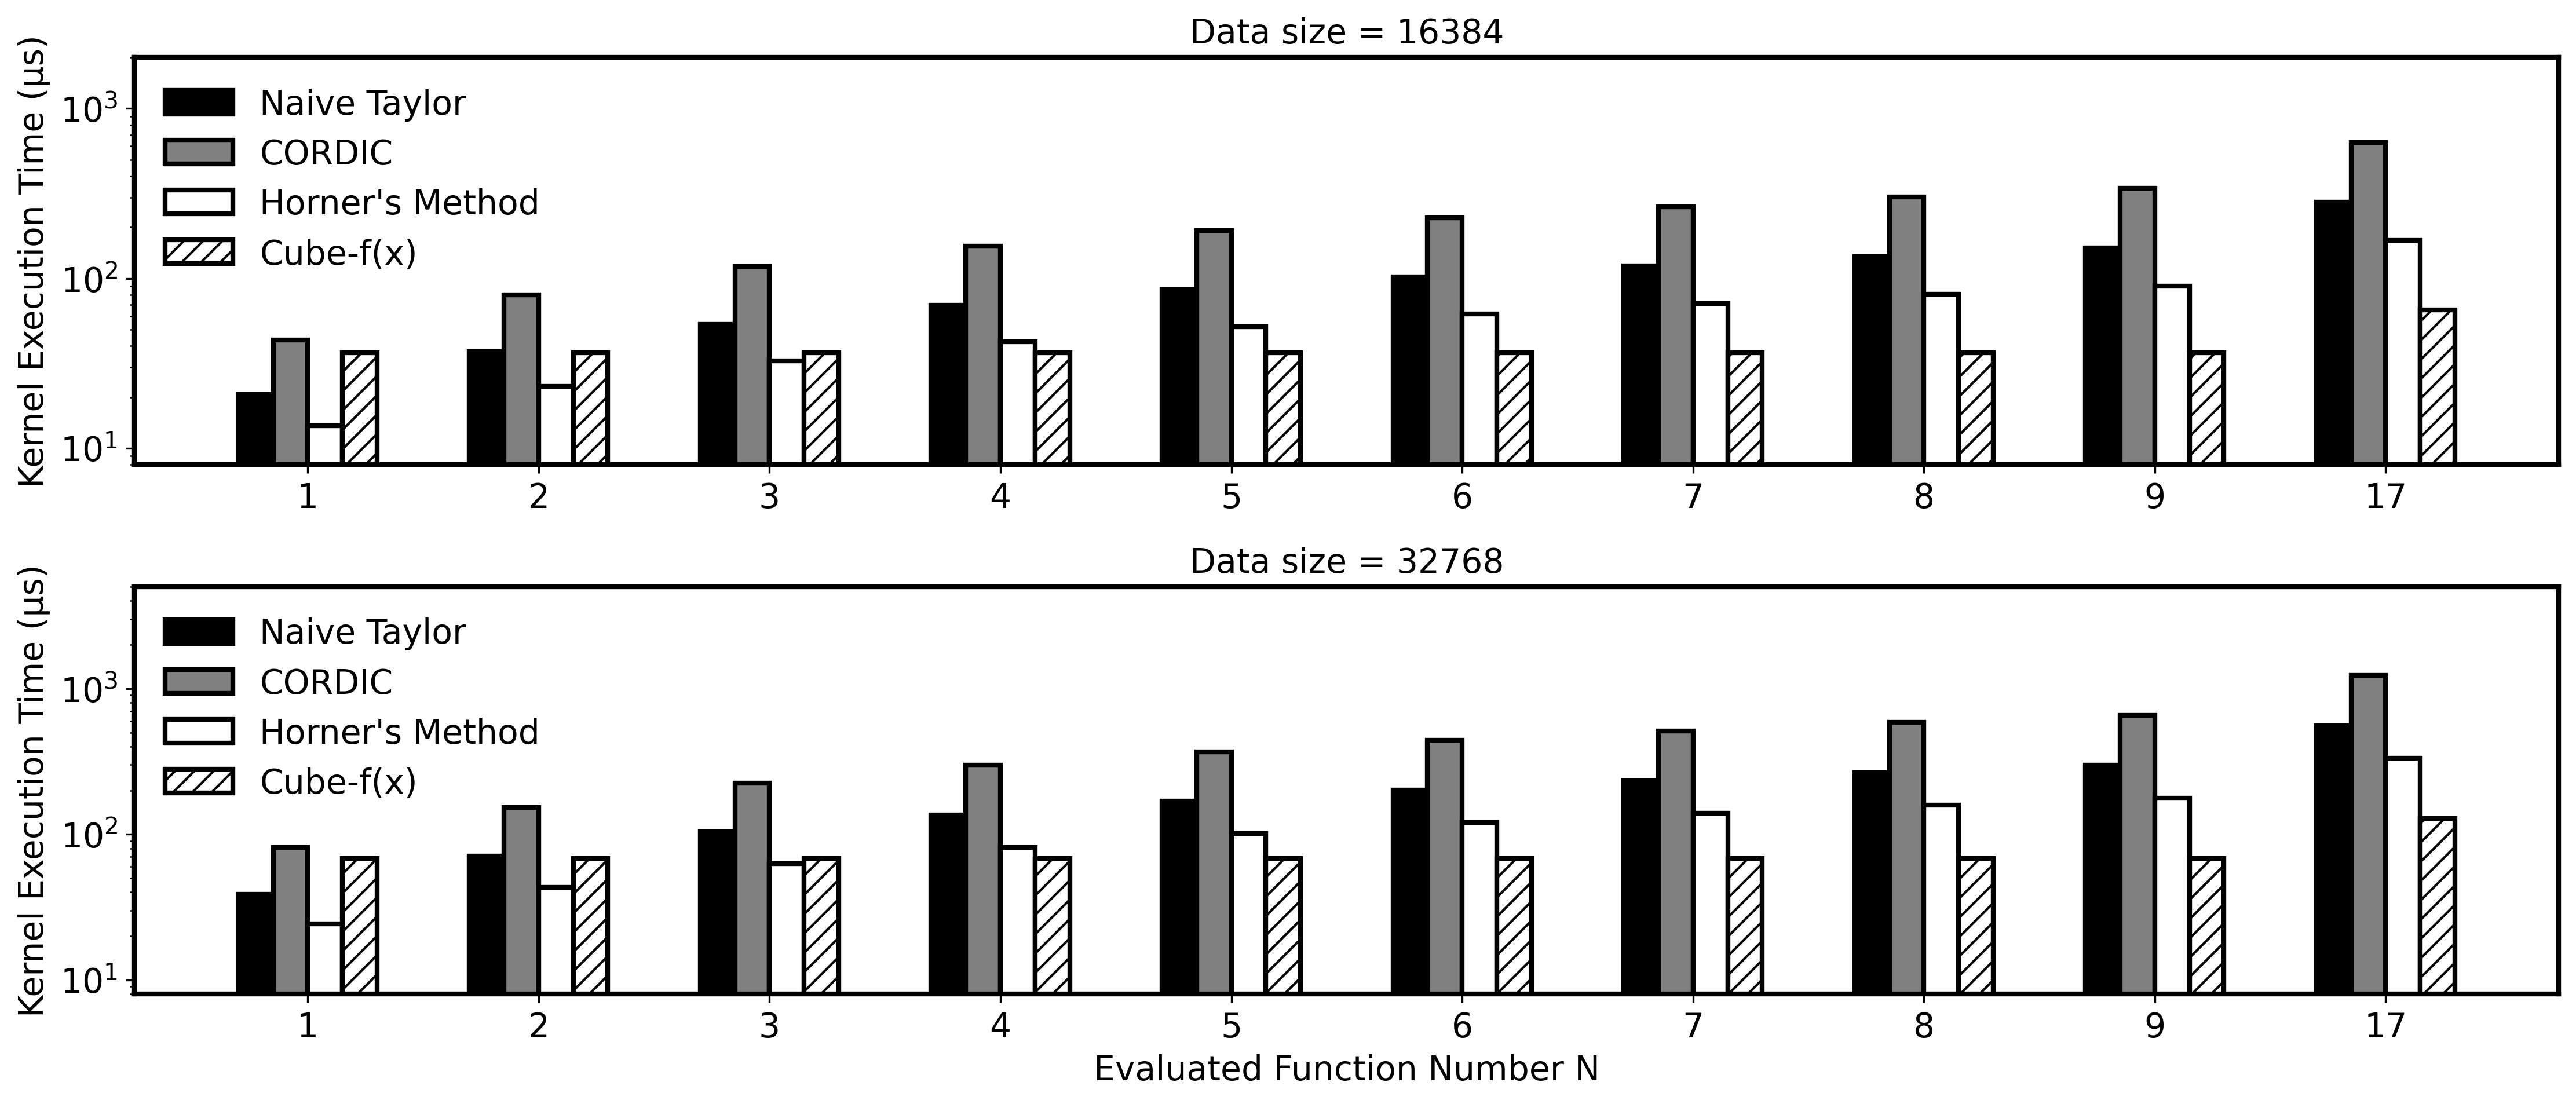 Data size = 16384
Kernel Execution Time (µs)
10³
10²
10¹
Naive Taylor
CORDIC
Horner's Method
Cube-f(x)
1 2 3 4 5 6 7 8 9 17
Data size = 32768
Kernel Execution Time (µs)
10³
10²
10¹
Naive Taylor
CORDIC
Horner's Method
Cube-f(x)
1 2 3 4 5 6 7 8 9 17
Evaluated Function Number N